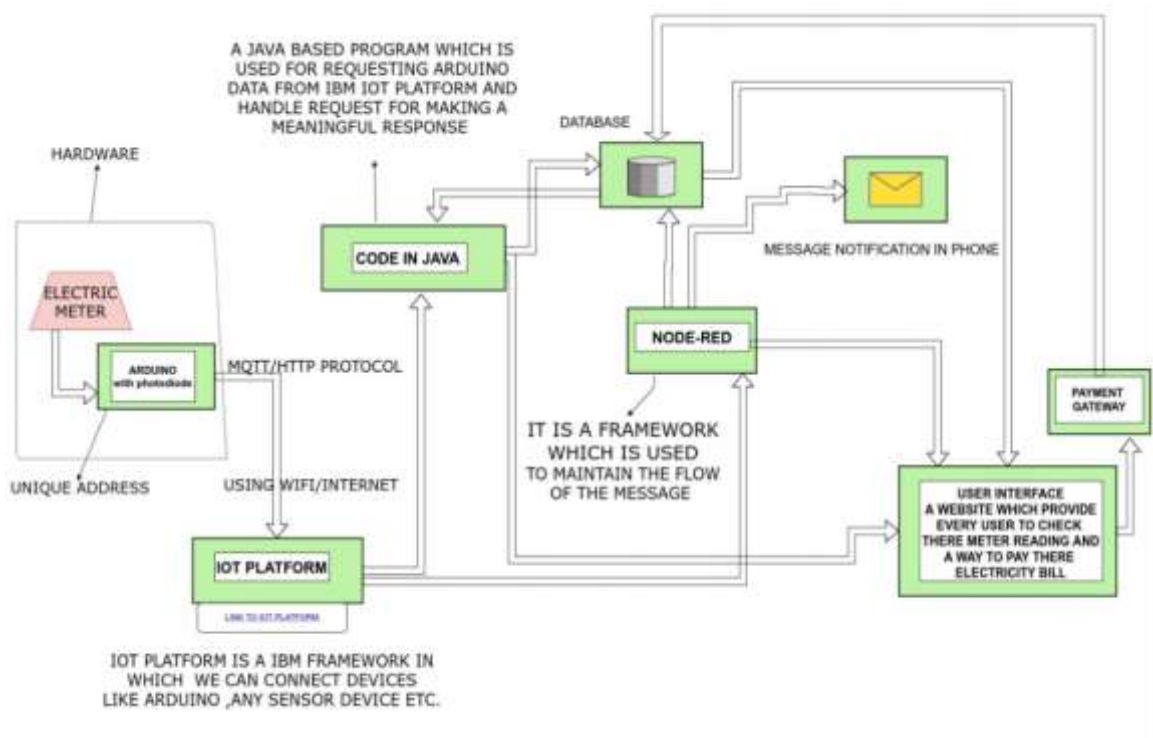 A JAVA BASED PROGRAM WHICH IS
USED FOR REQUESTING ARDUINO
DATA FROM IBM IOT PLATFORM AND
HANDLE REQUEST FOR MAKING A
MEANINGFUL RESPONSE
DATABASE
HARDWARE
MESSAGE NOTIFICATION IN PHONE
CODE IN JAVA
ELECTRIC
METER
NODE-RED
ARDUINO
with photodiode
MQTT/HTTP PROTOCOL
PAYMENT
GATEWAY
IT IS A FRAMEWORK
WHICH IS USED
TO MAINTAIN THE FLOW
OF THE MESSAGE
UNIQUE ADDRESS
USING WIFI/INTERNET
USER INTERFACE
A WEBSITE WHICH PROVIDE
EVERY USER TO CHECK
THERE METER READING AND
A WAY TO PAY THERE
ELECTRICITY BILL
IOT PLATFORM
LINK TO IOT PLATFORM
IOT PLATFORM IS A IBM FRAMEWORK IN
WHICH WE CAN CONNECT DEVICES
LIKE ARDUINO ,ANY SENSOR DEVICE ETC.